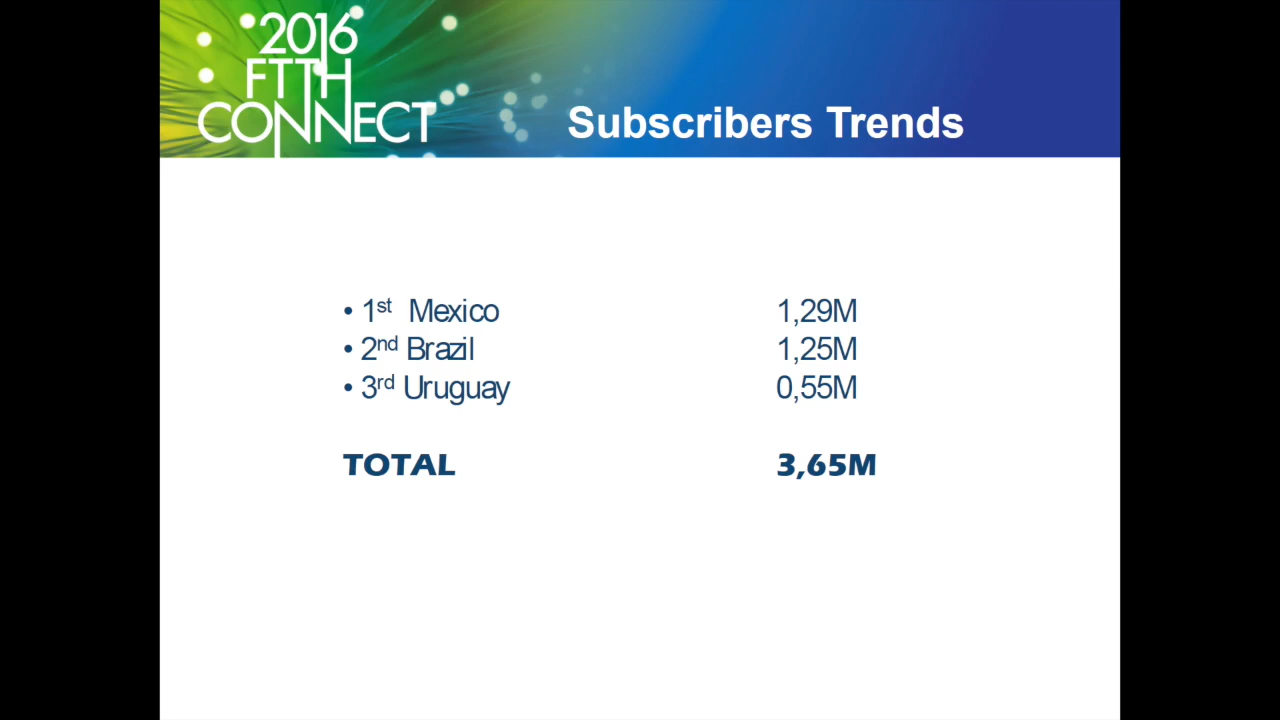 2016
FTTH
CONNECT
Subscribers Trends
• 1st Mexico 1,29M
• 2nd Brazil 1,25M
• 3rd Uruguay 0,55M
TOTAL 3,65M